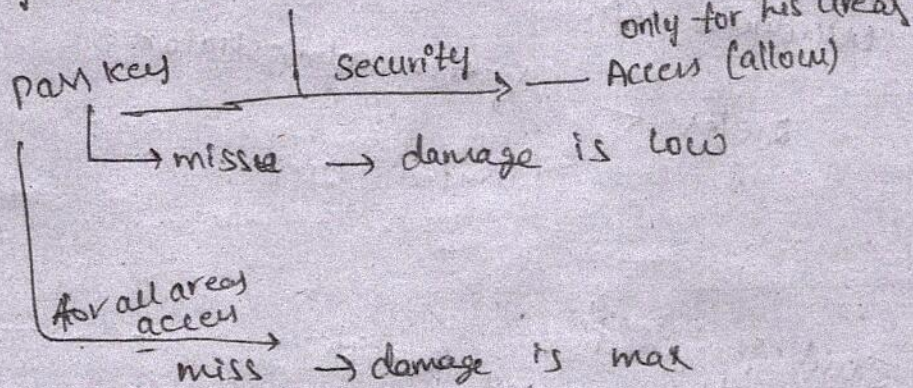 only for his areas
Pass key
security
Access (allow)
misse → damage is low
for all areas
access
miss → damage is max